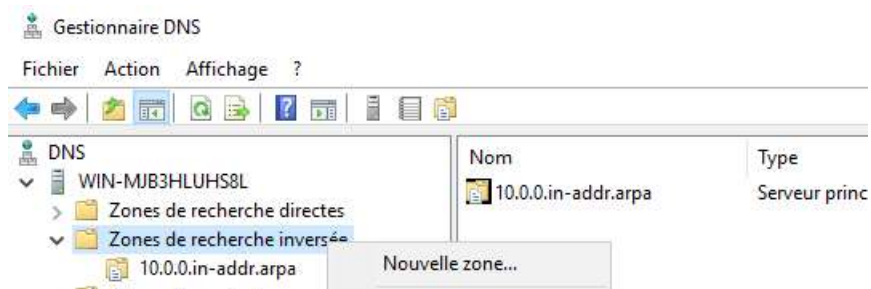 Gestionnaire DNS
Fichier Action Affichage ?
DNS
WIN-MJB3HLUHS8L
Zones de recherche directes
Zones de recherche inversée
10.0.0.in-addr.arpa
Nouvelle zone...
Nom Type
10.0.0.in-addr.arpa Serveur princ